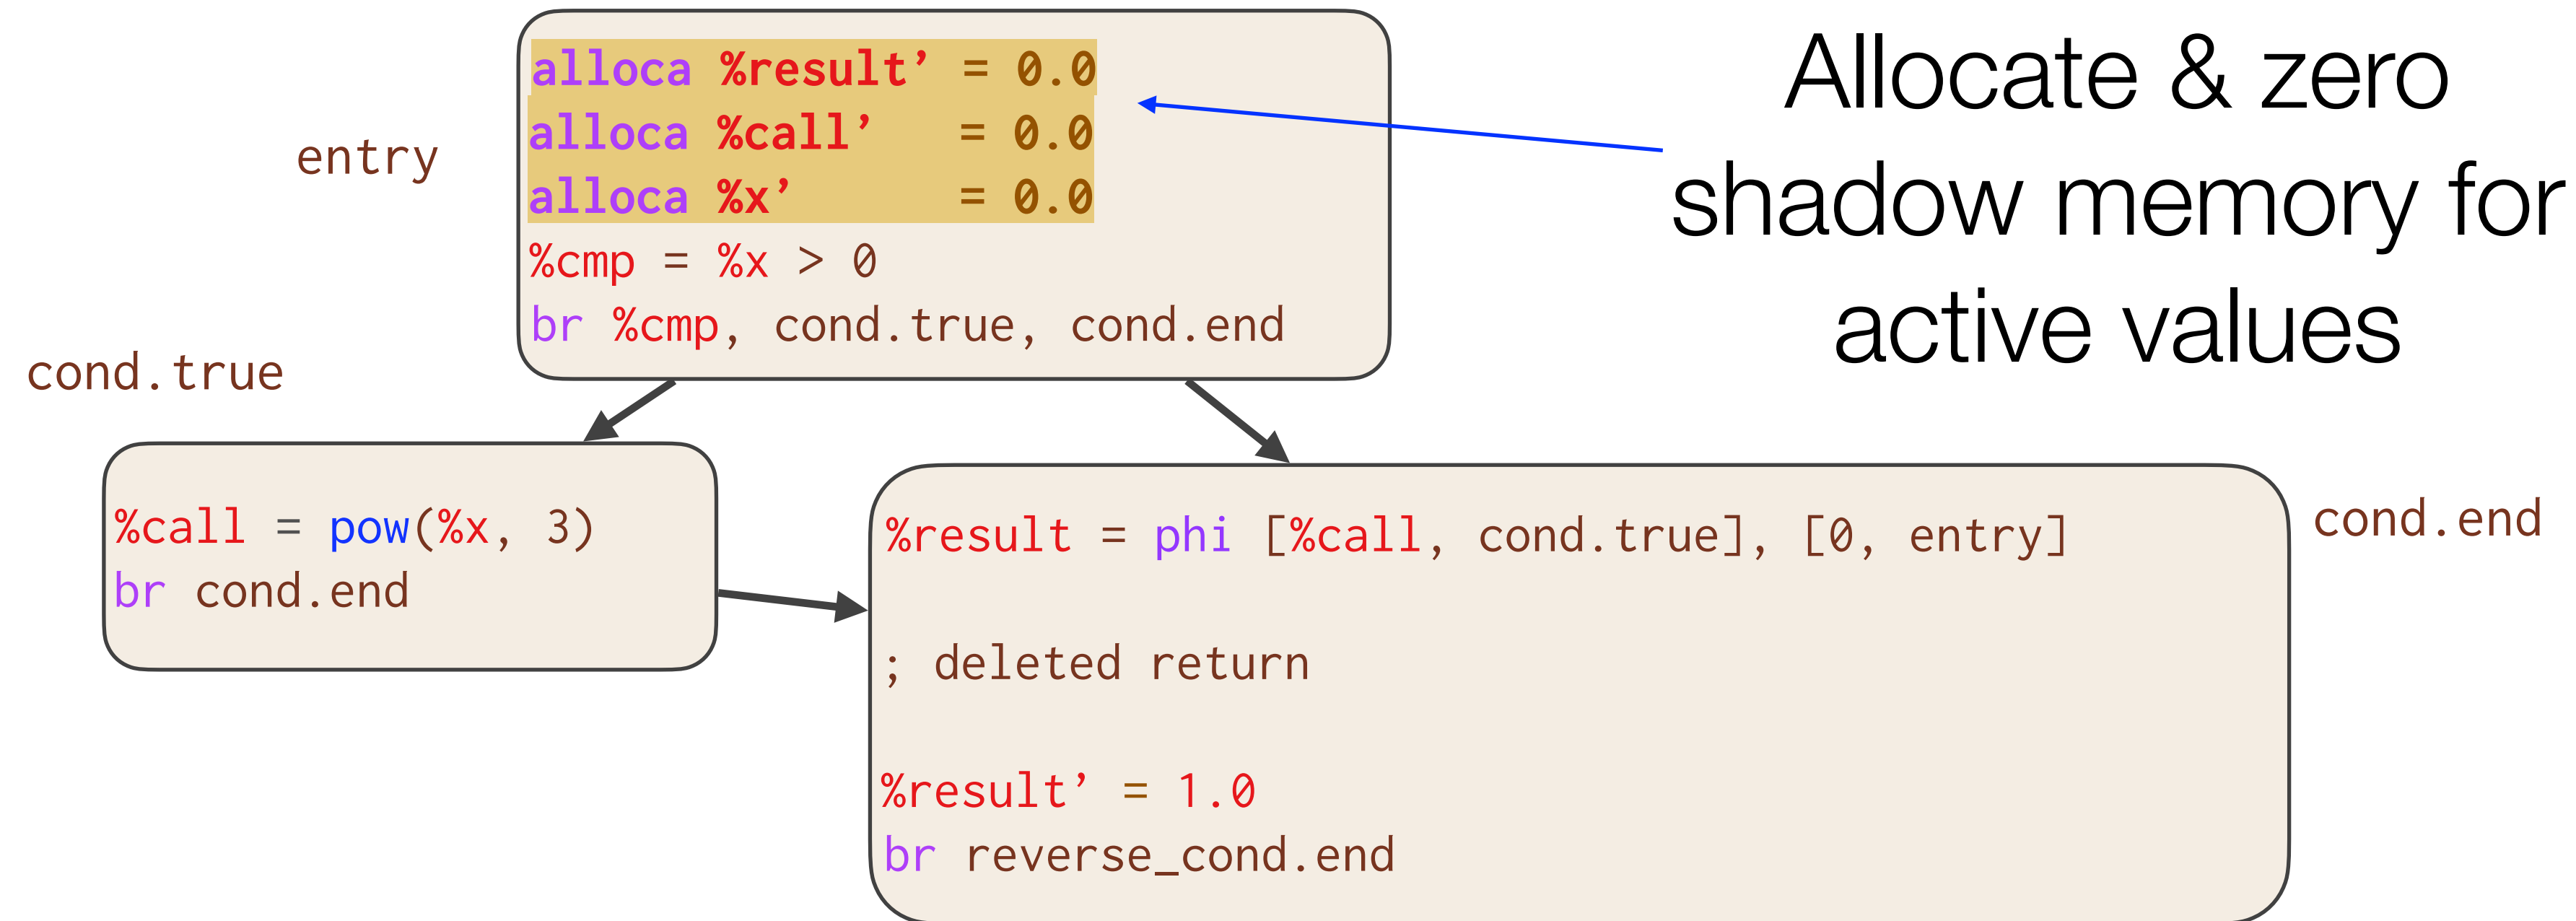 alloca %result’ = 0.0
alloca %call’ = 0.0
alloca %x’ = 0.0
%cmp = %x > 0
br %cmp, cond.true, cond.end
entry
Allocate & zero
shadow memory for
active values
cond.true
%call = pow(%x, 3)
br cond.end
%result = phi [%call, cond.true], [0, entry]
; deleted return
%result’ = 1.0
br reverse_cond.end
cond.end